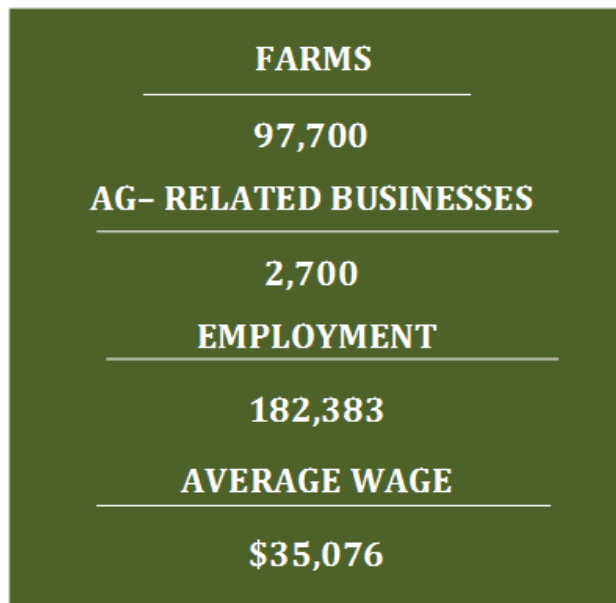 FARMS
97,700
AG– RELATED BUSINESSES
2,700
EMPLOYMENT
182,383
AVERAGE WAGE
$35,076